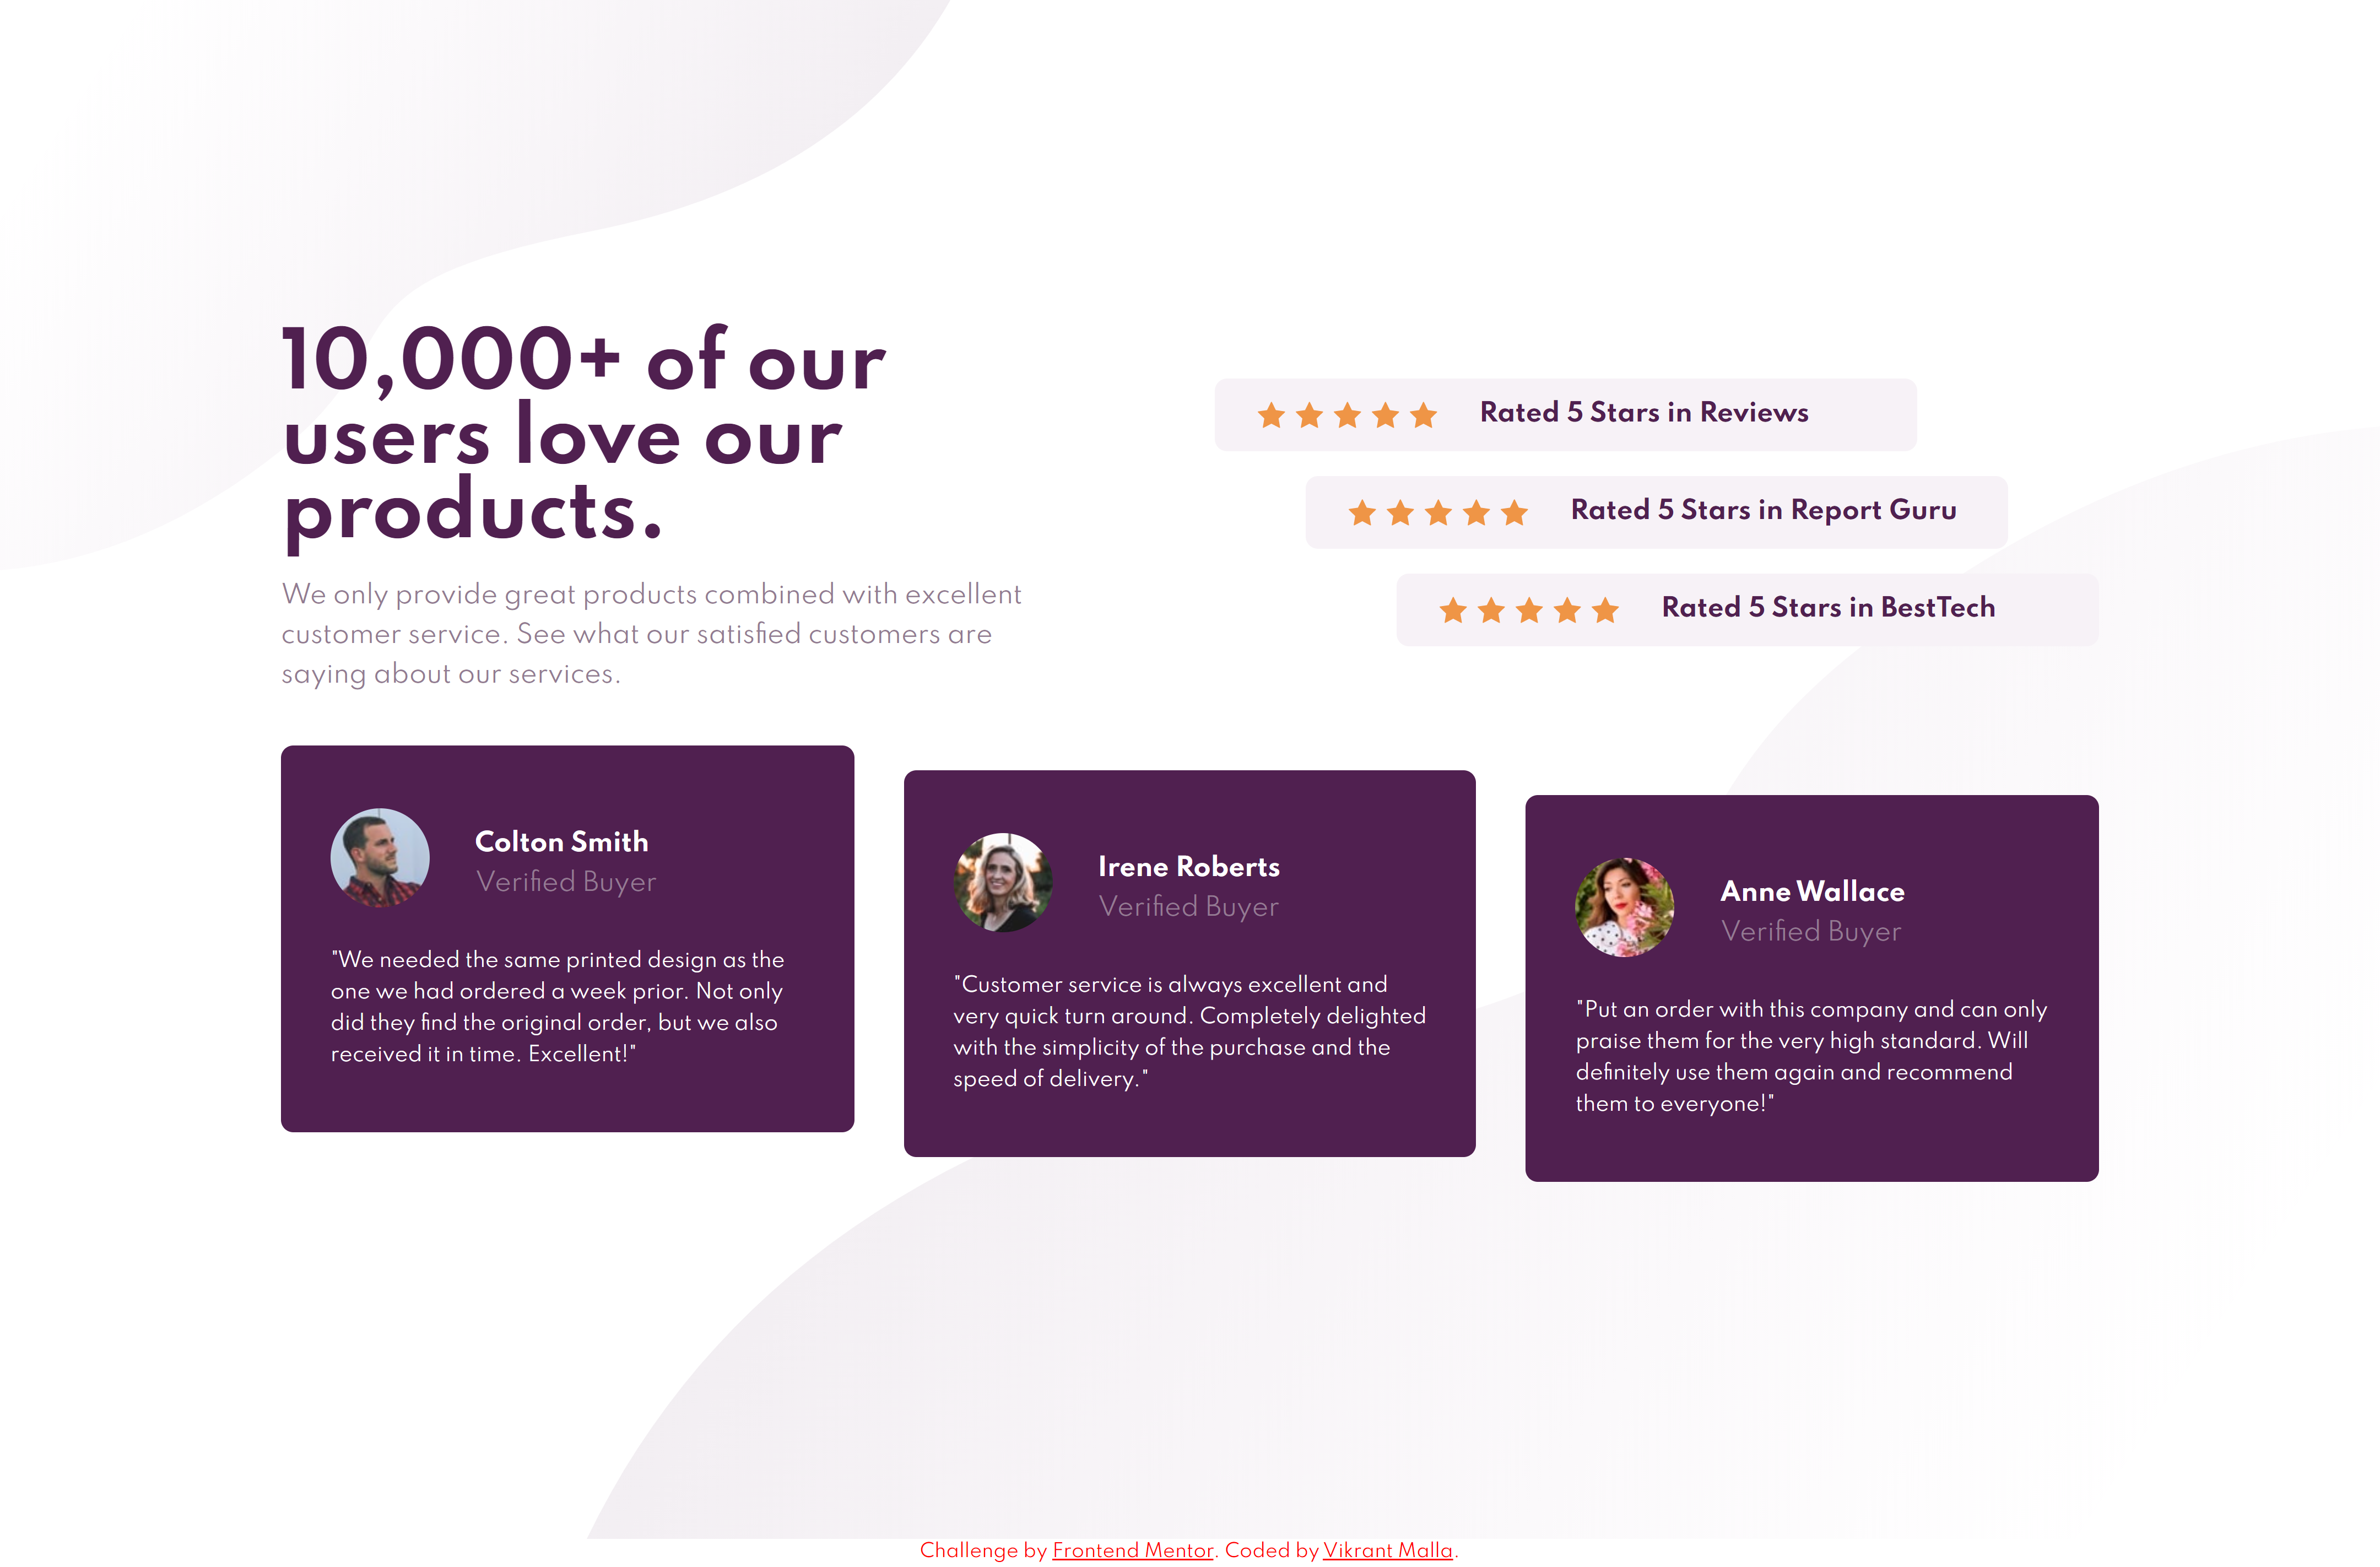 10,000+ of our
users love our
products.
We only provide great products combined with excellent
customer service. See what our satisfied customers are
saying about our services.
Rated 5 Stars in Reviews
Rated 5 Stars in Report Guru
Rated 5 Stars in BestTech
Colton Smith
Verified Buyer
"We needed the same printed design as the
one we had ordered a week prior. Not only
did they find the original order, but we also
received it in time. Excellent!"
Irene Roberts
Verified Buyer
"Customer service is always excellent and
very quick turn around. Completely delighted
with the simplicity of the purchase and the
speed of delivery."
Anne Wallace
Verified Buyer
"Put an order with this company and can only
praise them for the very high standard. Will
definitely use them again and recommend
them to everyone!"
Challenge by Frontend Mentor. Coded by Vikrant Malla.